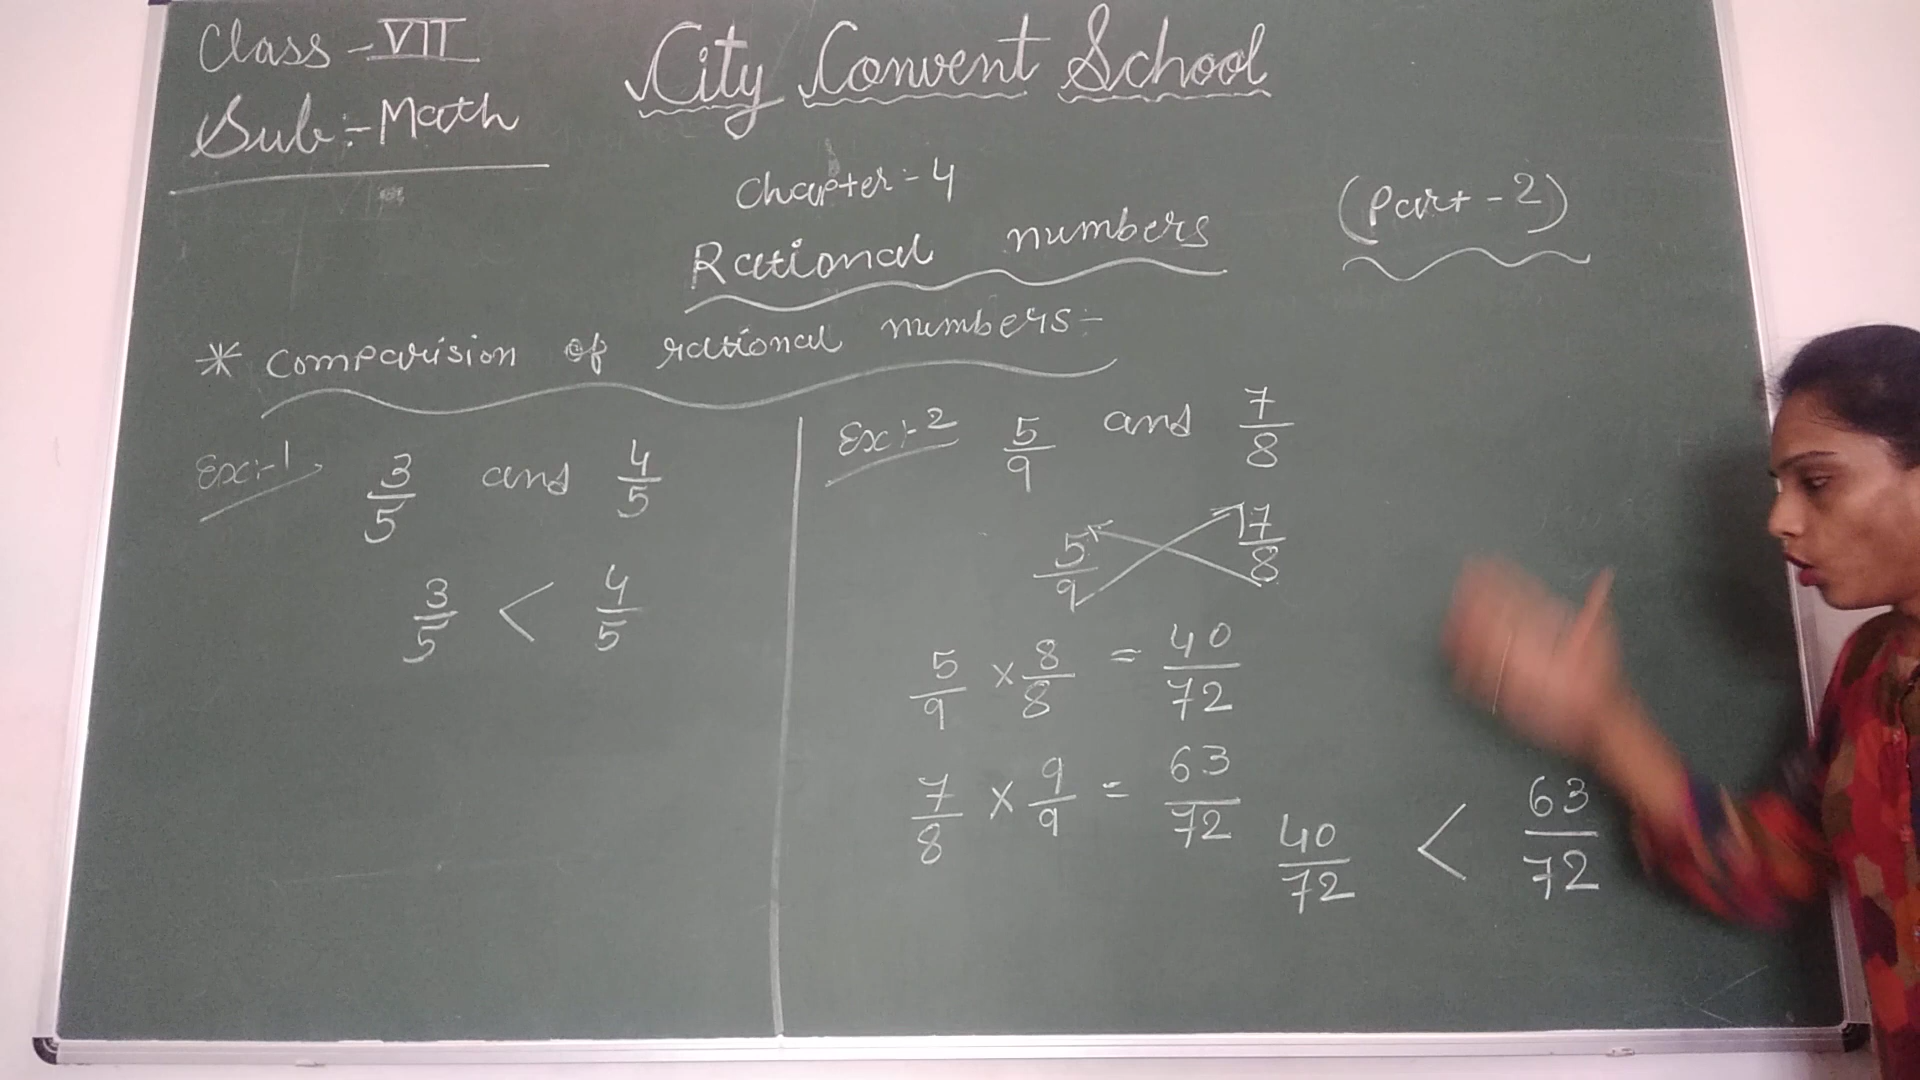 Class - VII
Sub:- Math
City Convent School
Chapter:- 4
(Part - 2)
Rational numbers
* Comparision of rational numbers:-
Ex:-1 3/5 and 4/5
3/5 < 4/5
Ex:-2 5/9 and 7/8
5/9 7/8
5/9 × 8/8 = 40/72
7/8 × 9/9 = 63/72
40/72 < 63/72